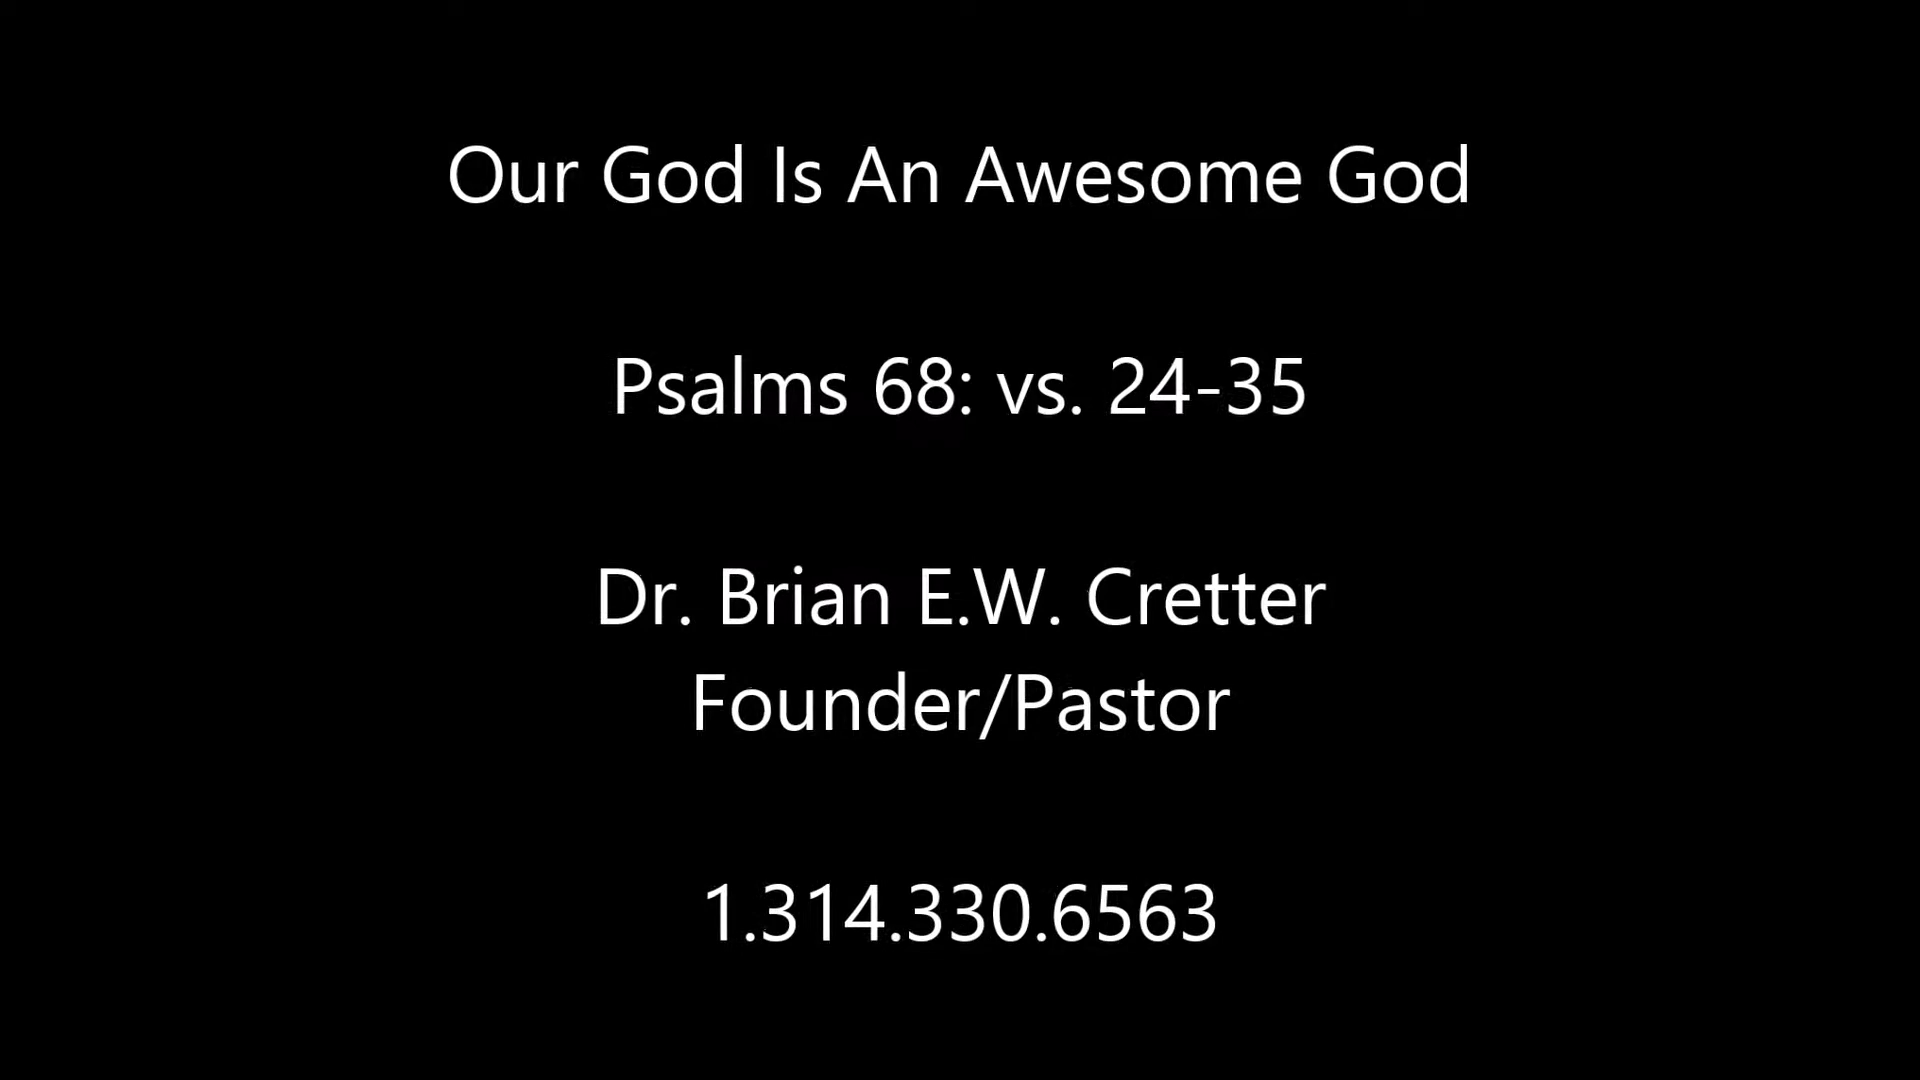 Our God Is An Awesome God
Psalms 68: vs. 24-35
Dr. Brian E.W. Cretter
Founder/Pastor
1.314.330.6563